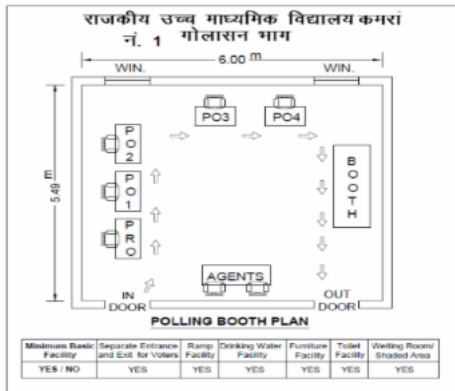 राजकीय उच्च माध्यमिक विद्यालय कमरां
नं. 1 गोलासन भाग
6.00 m
WIN. WIN.
PO3 PO4
5.49 m
PO2
BOOTH
PO1
PRO
AGENTS
IN DOOR
OUT DOOR
POLLING BOOTH PLAN
Minimum Basic Facility Separate Entrance and Exit for Voters Ramp Facility Drinking Water Facility Furniture Facility Toilet Facility Waiting Room/ Shaded Area
YES / NO YES YES YES YES YES YES